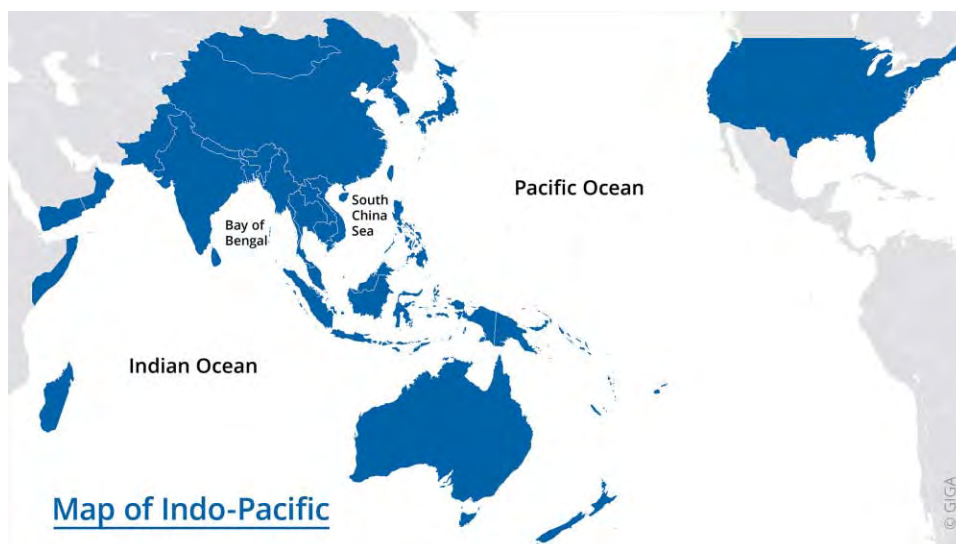 Pacific Ocean
South
China
Sea
Bay of
Bengal
Indian Ocean
Map of Indo-Pacific
© GIGA